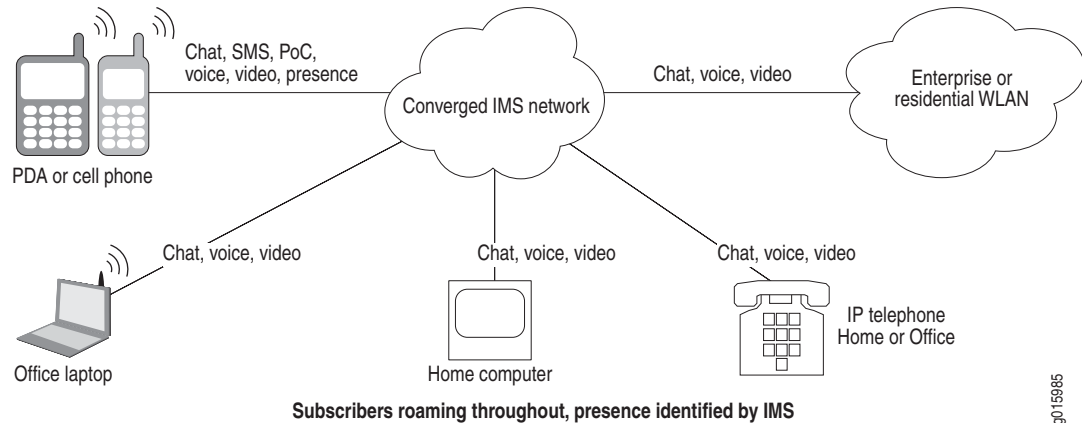 Chat, SMS, PoC,
voice, video, presence
Converged IMS network
Chat, voice, video
Enterprise or
residential WLAN
PDA or cell phone
Chat, voice, video
Chat, voice, video
Chat, voice, video
Office laptop
Home computer
IP telephone
Home or Office
Subscribers roaming throughout, presence identified by IMS
g015985